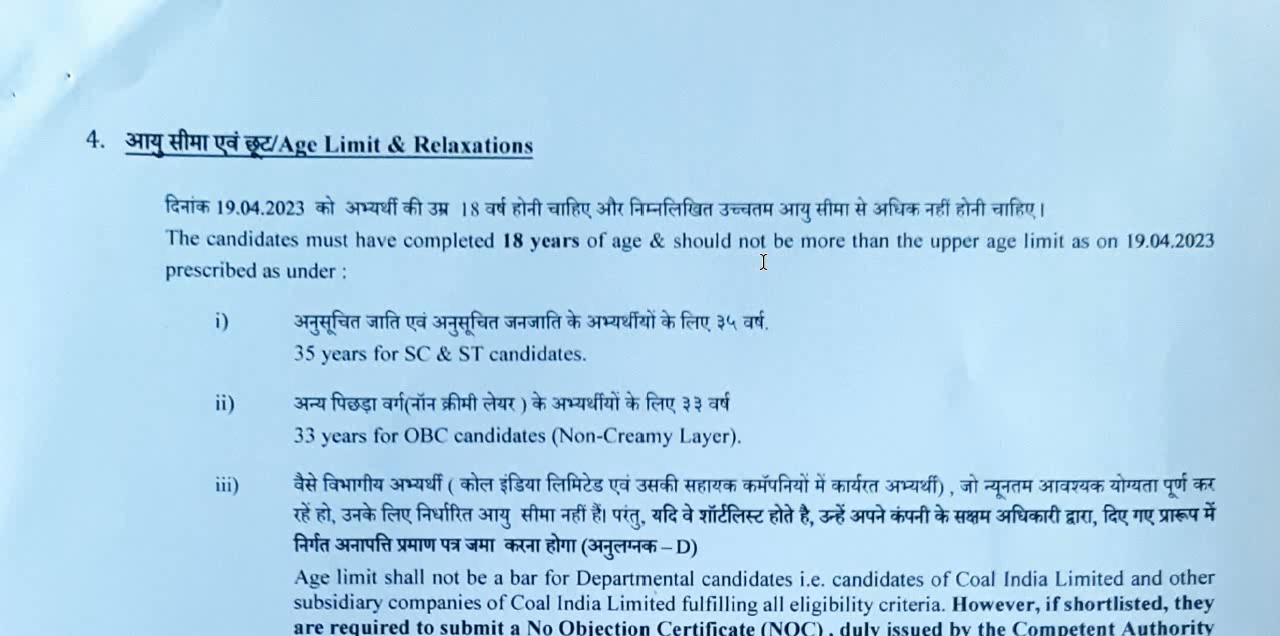 4. आयु सीमा एवं छूट/Age Limit & Relaxations
दिनांक 19.04.2023 को अभ्यर्थी की उम्र 18 वर्ष होनी चाहिए और निम्नलिखित उच्चतम आयु सीमा से अधिक नहीं होनी चाहिए।
The candidates must have completed 18 years of age & should not be more than the upper age limit as on 19.04.2023
prescribed as under :
i) अनुसूचित जाति एवं अनुसूचित जनजाति के अभ्यर्थीयों के लिए ३५ वर्ष.
35 years for SC & ST candidates.
ii) अन्य पिछड़ा वर्ग(नॉन क्रीमी लेयर ) के अभ्यर्थीयों के लिए ३३ वर्ष
33 years for OBC candidates (Non-Creamy Layer).
iii) वैसे विभागीय अभ्यर्थी ( कोल इंडिया लिमिटेड एवं उसकी सहायक कमॅपनियों में कार्यरत अभ्यर्थी) , जो न्यूनतम आवश्यक योग्यता पूर्ण कर
रहें हो, उनके लिए निर्धारित आयु सीमा नहीं हैं। परंतु, यदि वे शॉर्टलिस्ट होते है, उन्हें अपने कंपनी के सक्षम अधिकारी द्वारा, दिए गए प्रारूप में
निर्गत अनापत्ति प्रमाण पत्र जमा करना होगा (अनुलग्नक – D)
Age limit shall not be a bar for Departmental candidates i.e. candidates of Coal India Limited and other
subsidiary companies of Coal India Limited fulfilling all eligibility criteria. However, if shortlisted, they
are required to submit a No Objection Certificate (NOC) , duly issued by the Competent Authority